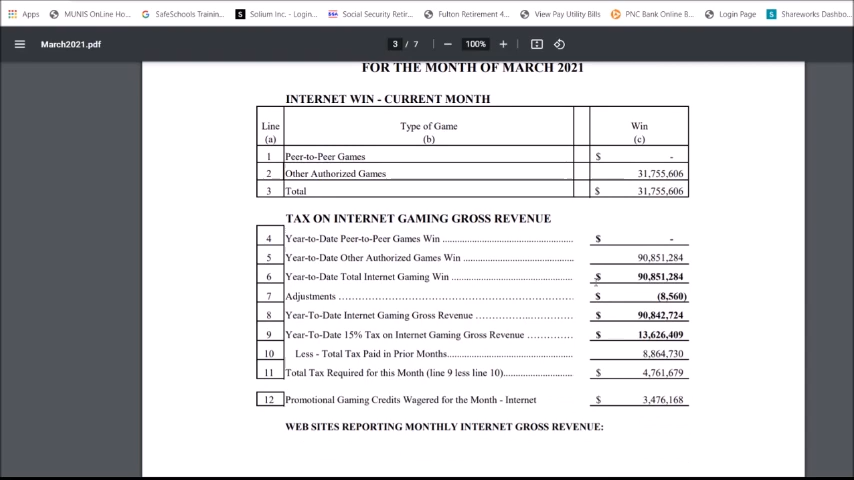 Apps MUNIS OnLine Ho... SafeSchools Trainin... Solium Inc. - Login... Social Security Retir... Fulton Retirement 4... View Pay Utility Bills PNC Bank Online B... Login Page Shareworks Dashbo...
March2021.pdf 3 / 7 100%
FOR THE MONTH OF MARCH 2021
INTERNET WIN - CURRENT MONTH
Line Type of Game Win
(a) (b) (c)
1 Peer-to-Peer Games $ -
2 Other Authorized Games 31,755,606
3 Total $ 31,755,606
TAX ON INTERNET GAMING GROSS REVENUE
4 Year-to-Date Peer-to-Peer Games Win $ -
5 Year-to-Date Other Authorized Games Win 90,851,284
6 Year-to-Date Total Internet Gaming Win $ 90,851,284
7 Adjustments $ (8,560)
8 Year-To-Date Internet Gaming Gross Revenue $ 90,842,724
9 Year-To-Date 15% Tax on Internet Gaming Gross Revenue $ 13,626,409
10 Less - Total Tax Paid in Prior Months 8,864,730
11 Total Tax Required for this Month (line 9 less line 10) $ 4,761,679
12 Promotional Gaming Credits Wagered for the Month - Internet $ 3,476,168
WEB SITES REPORTING MONTHLY INTERNET GROSS REVENUE: